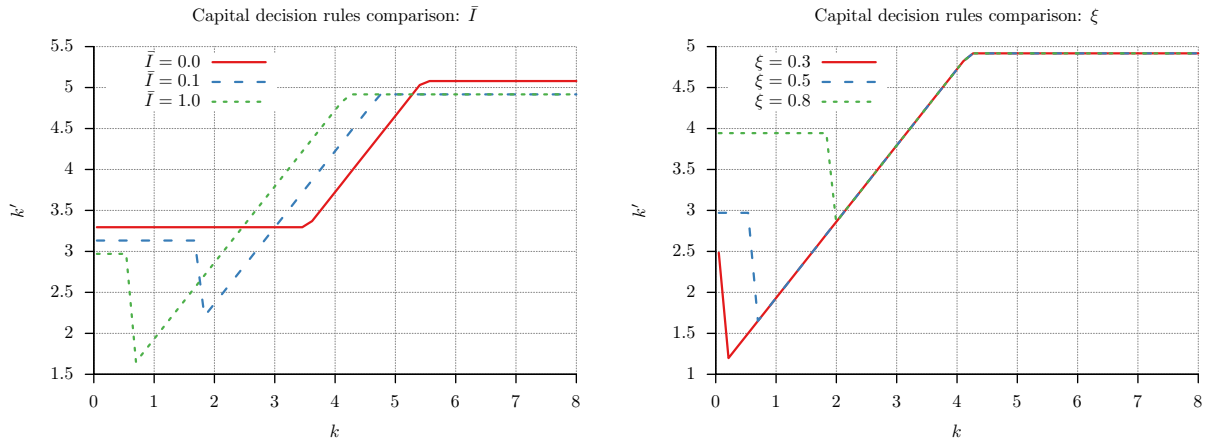 Capital decision rules comparison: Ī
5.5
5
4.5
4
3.5
3
2.5
2
1.5
k′
Ī = 0.0
Ī = 0.1
Ī = 1.0
0 1 2 3 4 5 6 7 8
k
Capital decision rules comparison: ξ
5
4.5
4
3.5
3
2.5
2
1.5
1
k′
ξ = 0.3
ξ = 0.5
ξ = 0.8
0 1 2 3 4 5 6 7 8
k